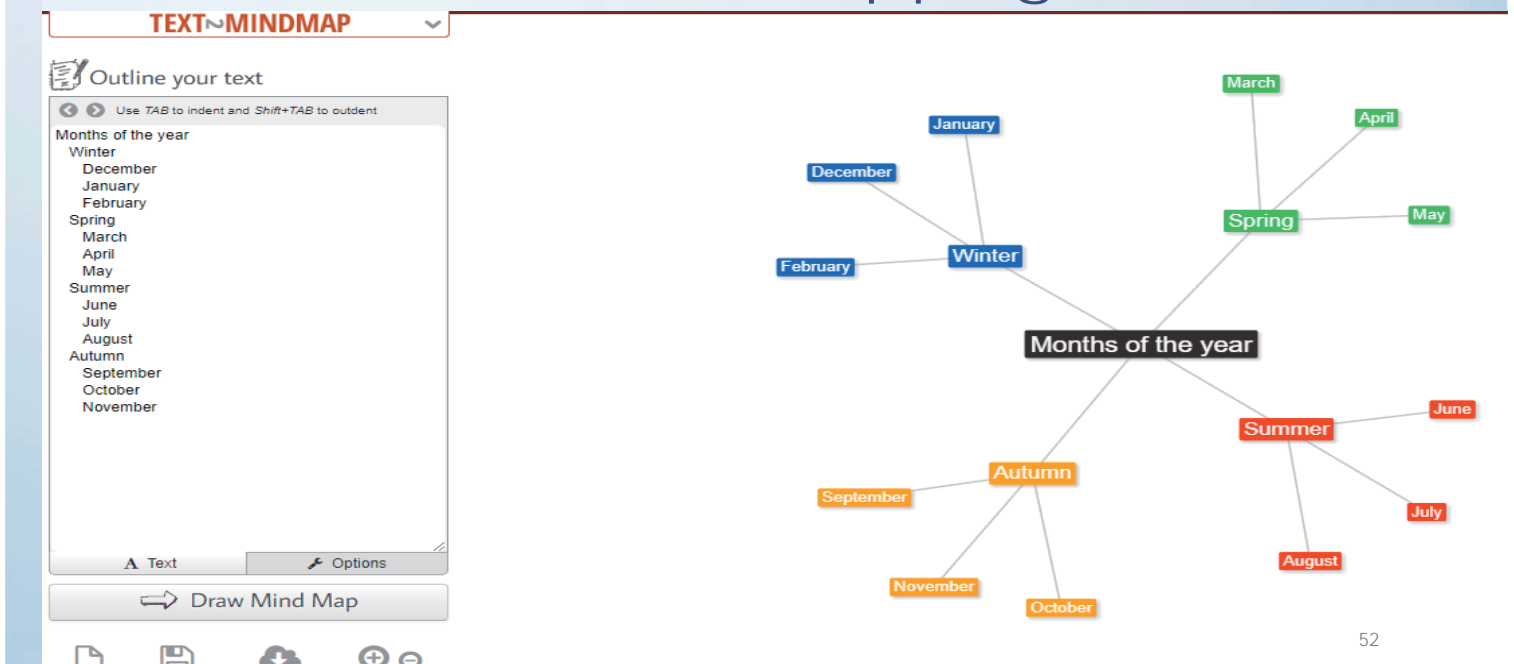 TEXT~MINDMAP
Outline your text
Use TAB to indent and Shift+TAB to outdent
Months of the year
Winter
December
January
February
Spring
March
April
May
Summer
June
July
August
Autumn
September
October
November
A Text
Options
Draw Mind Map
March
April
January
December
May
Spring
Winter
February
Months of the year
June
Summer
Autumn
September
July
August
November
October
52